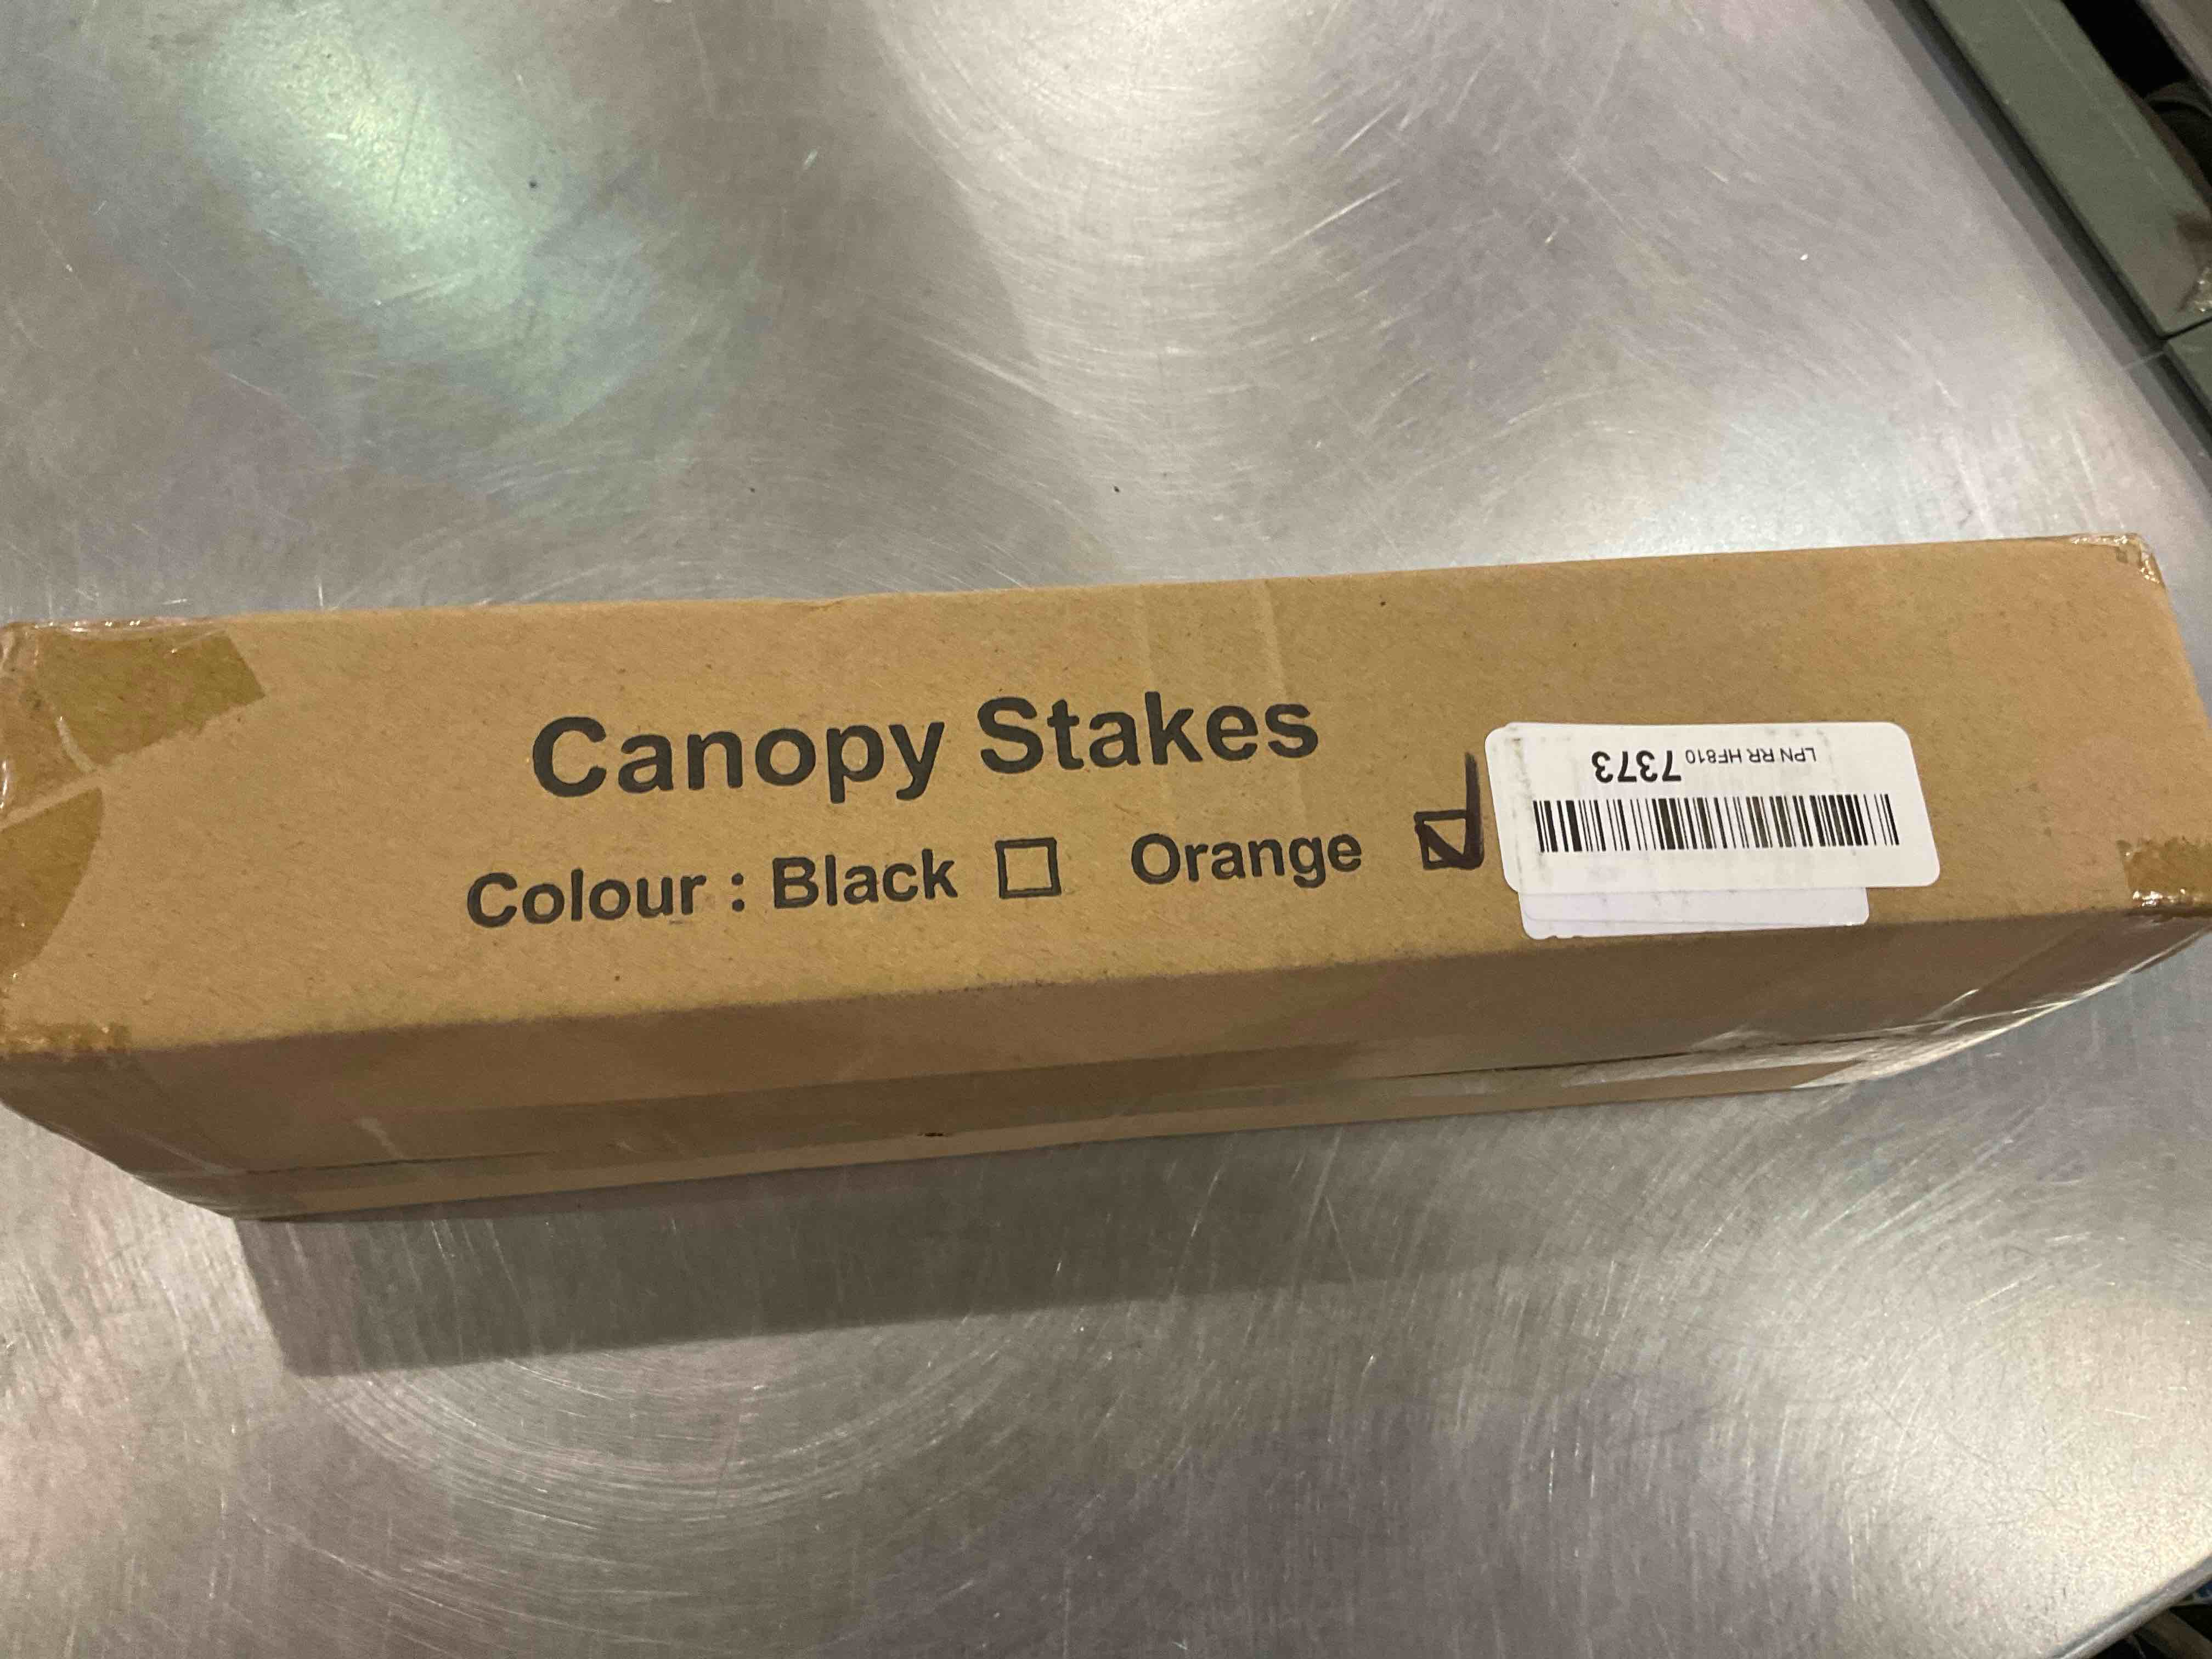 Canopy Stakes
Colour : Black ☐ Orange ☑
LPN RR HF810 7373